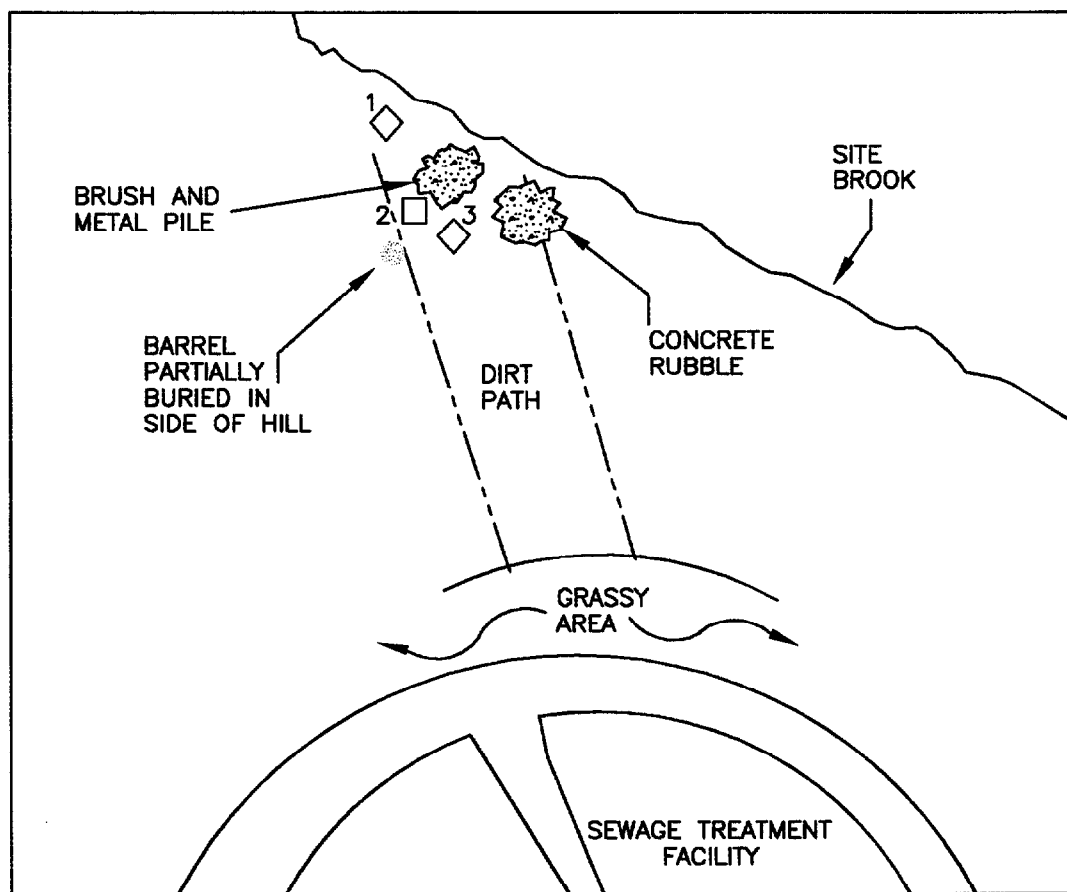 1
SITE
BROOK
BRUSH AND
METAL PILE
2
3
BARREL
PARTIALLY
BURIED IN
SIDE OF HILL
CONCRETE
RUBBLE
DIRT
PATH
GRASSY
AREA
SEWAGE TREATMENT
FACILITY